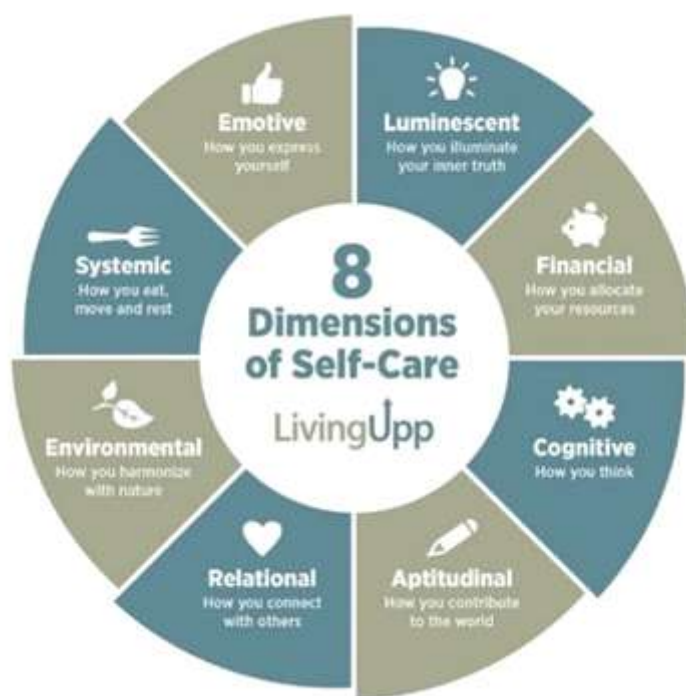 8
Dimensions
of Self-Care
LivingUpp
Luminescent
How you illuminate
your inner truth
Financial
How you allocate
your resources
Cognitive
How you think
Aptitudinal
How you contribute
to the world
Relational
How you connect
with others
Environmental
How you harmonize
with nature
Systemic
How you eat,
move and rest
Emotive
How you express
yourself